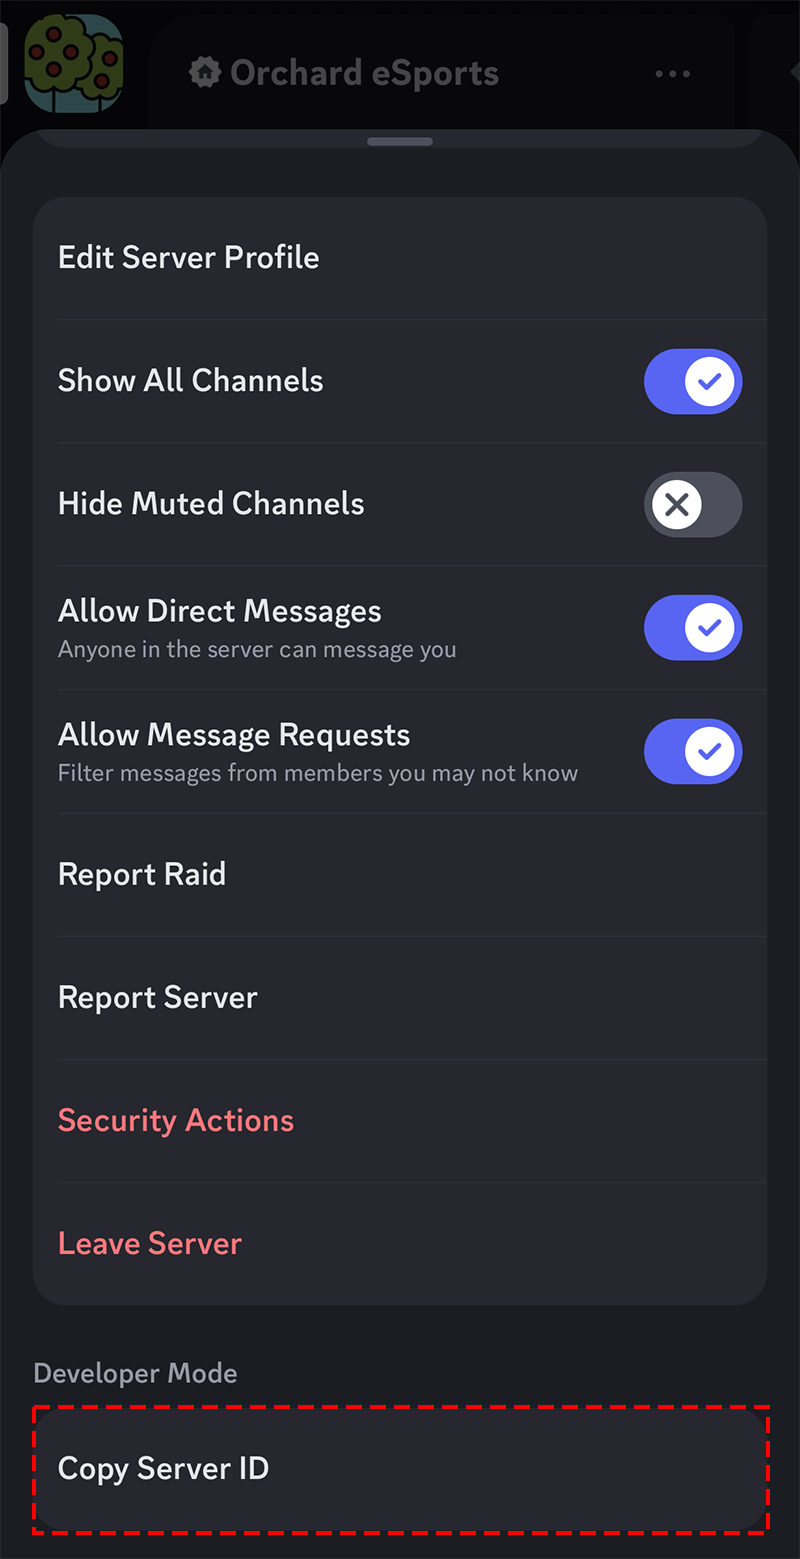 Orchard eSports
Edit Server Profile
Show All Channels
Hide Muted Channels
Allow Direct Messages
Anyone in the server can message you
Allow Message Requests
Filter messages from members you may not know
Report Raid
Report Server
Security Actions
Leave Server
Developer Mode
Copy Server ID